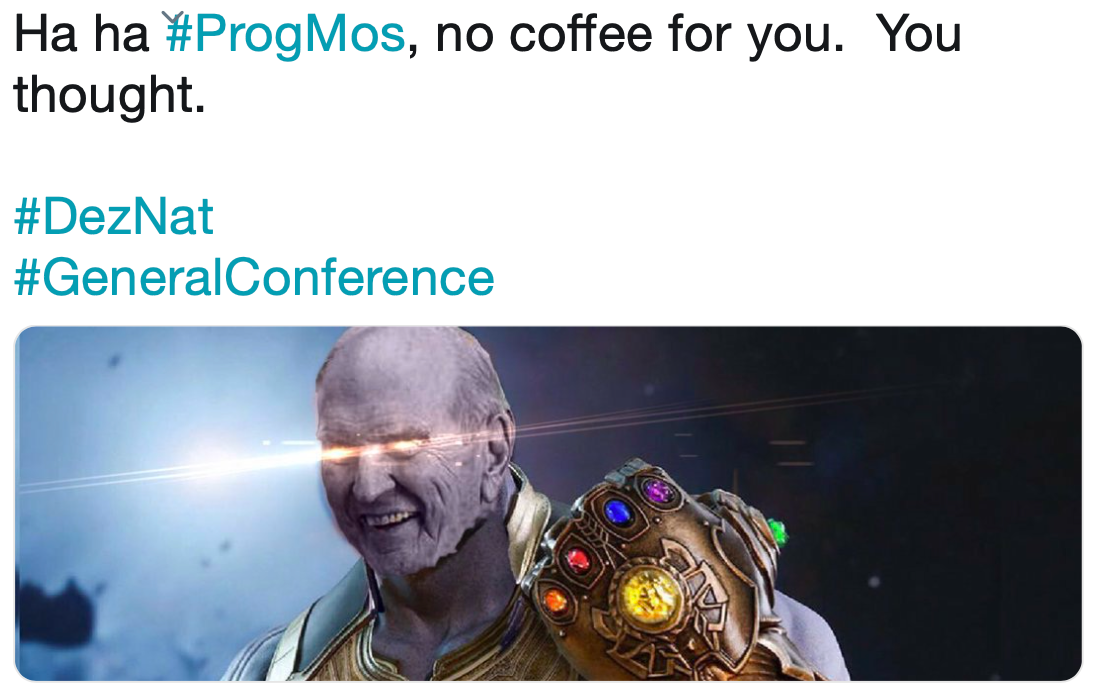 Ha ha #ProgMos, no coffee for you.  You
thought.
#DezNat
#GeneralConference